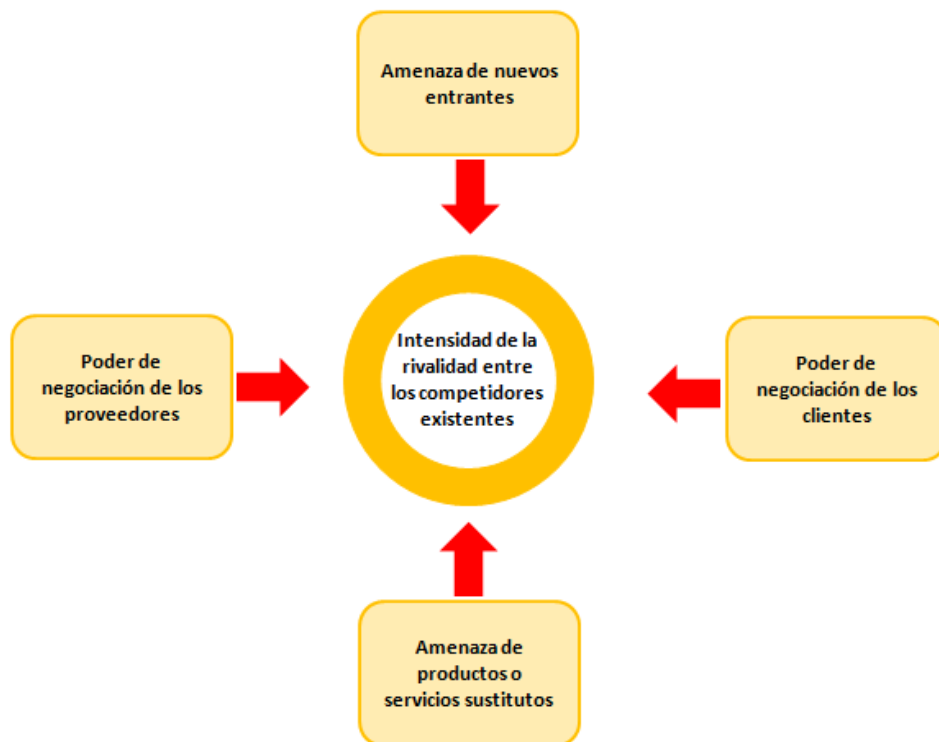 Amenaza de nuevos
entrantes
Poder de
negociación de los
proveedores
Intensidad de la
rivalidad entre
los competidores
existentes
Poder de
negociación de los
clientes
Amenaza de
productos o
servicios sustitutos